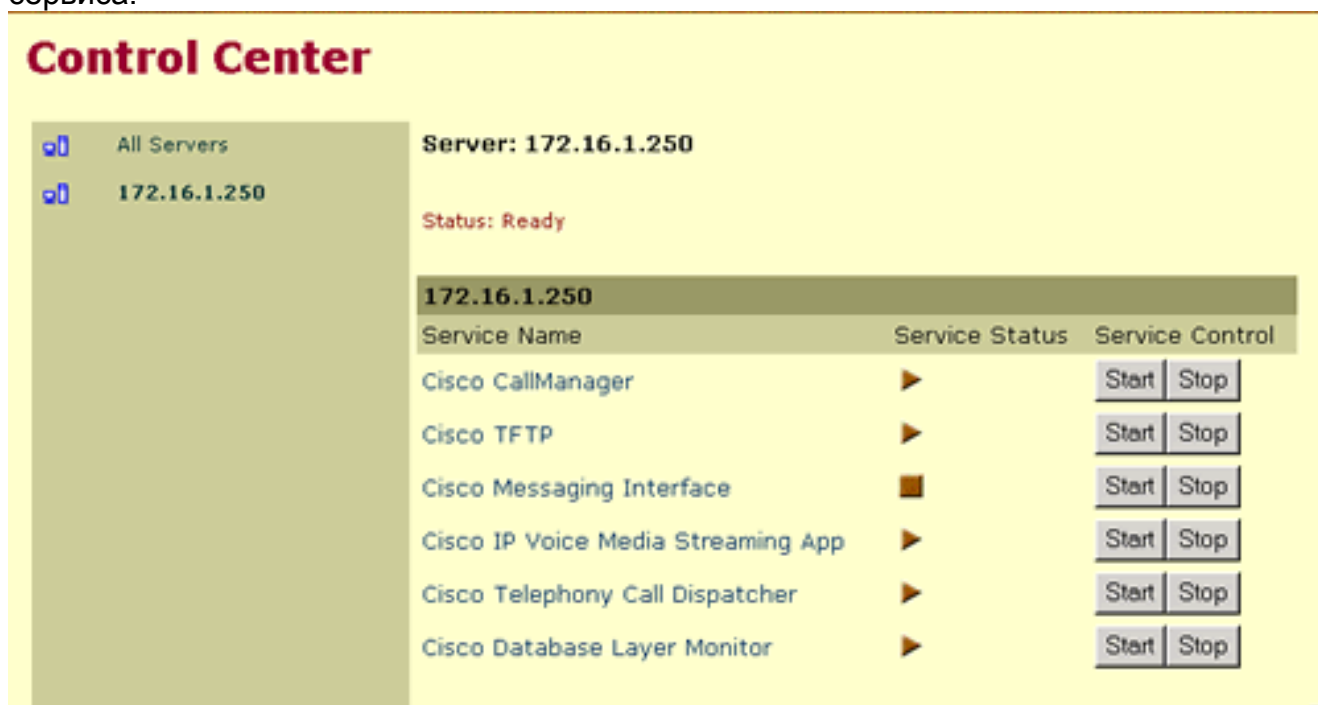 сервиса.
Control Center
All Servers
172.16.1.250
Server: 172.16.1.250
Status: Ready
172.16.1.250
Service Name Service Status Service Control
Cisco CallManager Start Stop
Cisco TFTP Start Stop
Cisco Messaging Interface Start Stop
Cisco IP Voice Media Streaming App Start Stop
Cisco Telephony Call Dispatcher Start Stop
Cisco Database Layer Monitor Start Stop